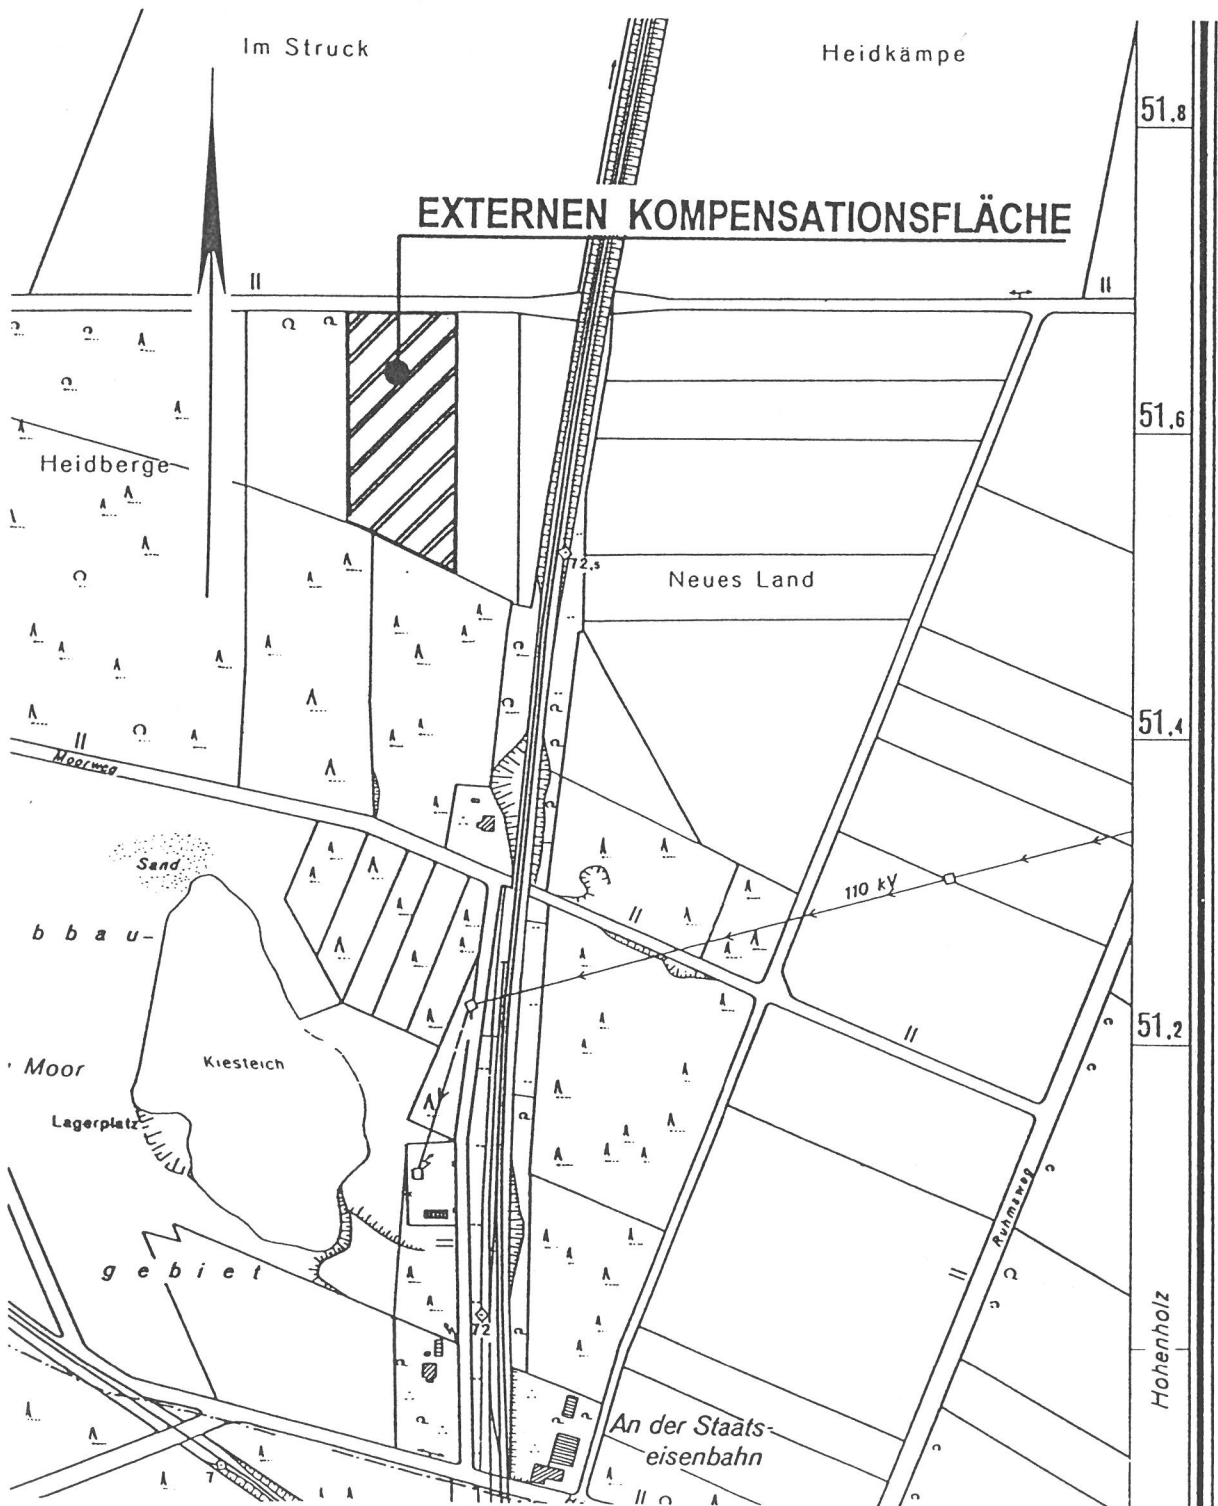 Im Struck
Heidkämpe
51,8
EXTERNEN KOMPENSATIONSFLÄCHE
51,6
Heidberge
72,5
Neues Land
51,4
Moorweg
Sand
110 kV
b b a u -
51,2
Moor
Kiesteich
Lagerplatz
Ruhmsweg
g e b i e t
72
Hohenholz
An der Staats-
eisenbahn
7